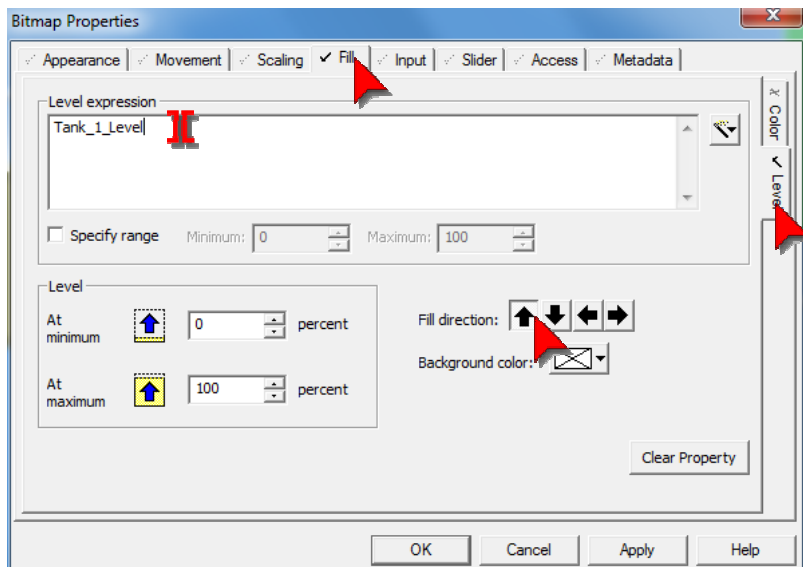 Bitmap Properties
Appearance Movement Scaling Fill Input Slider Access Metadata
Color
Level
Level expression
Tank_1_Level
Specify range Minimum: 0 Maximum: 100
Level
At minimum 0 percent
At maximum 100 percent
Fill direction:
Background color:
Clear Property
OK Cancel Apply Help